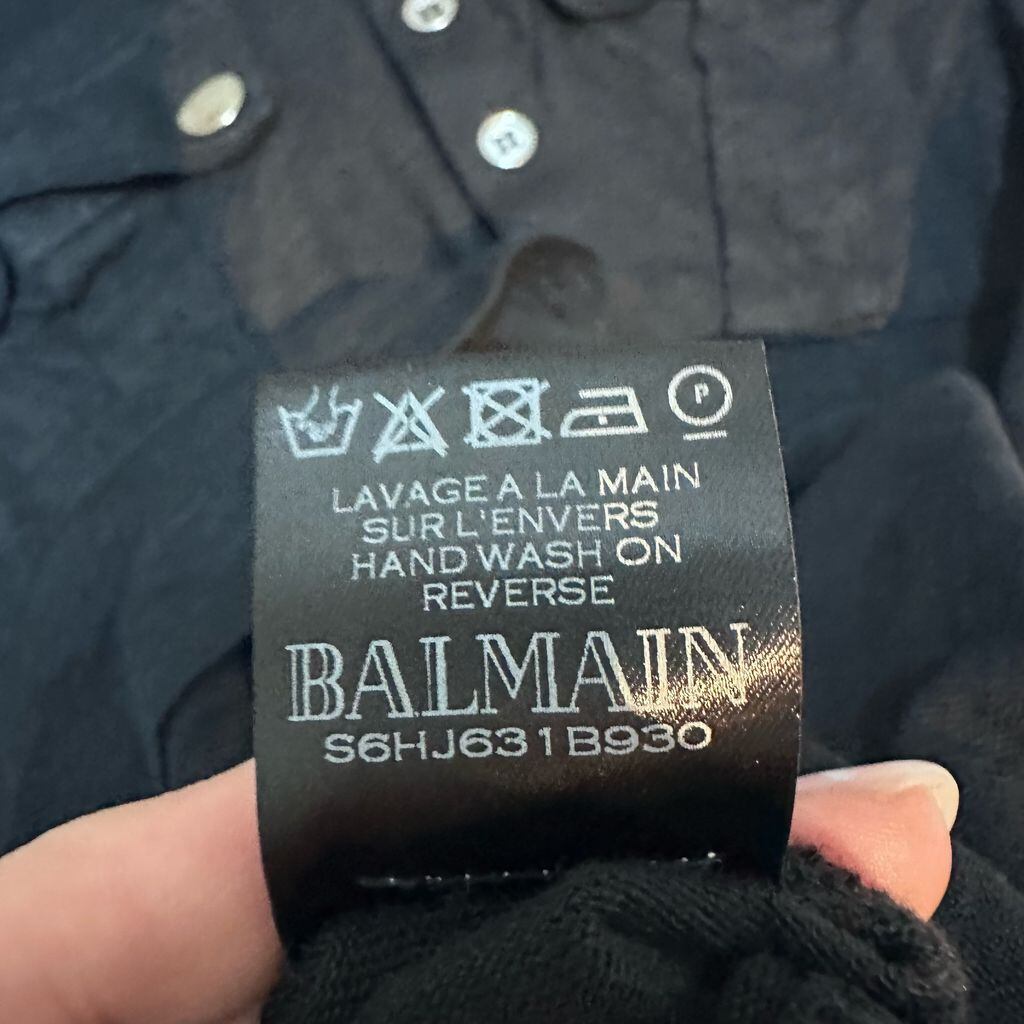 P
LAVAGE A LA MAIN
SUR L'ENVERS
HAND WASH ON
REVERSE
BALMAIN
S6HJ631B930